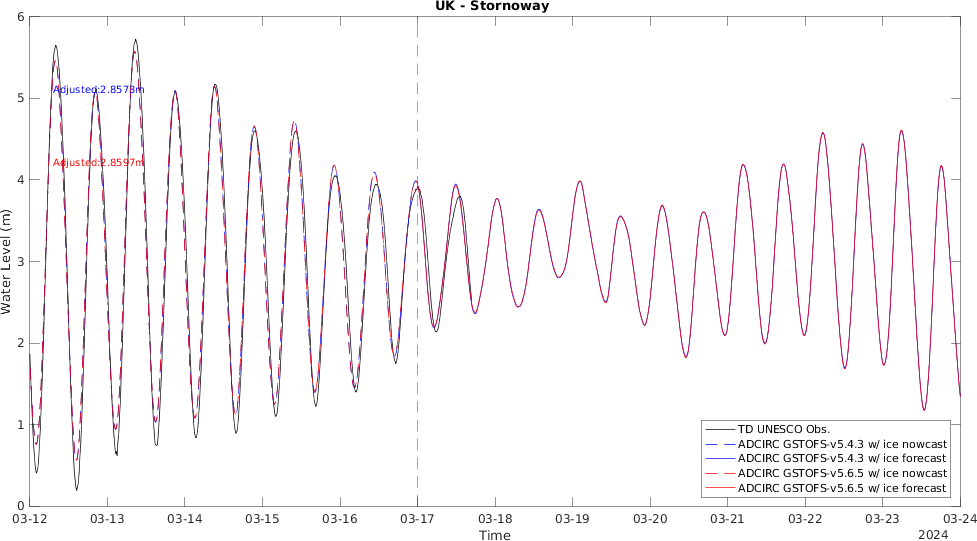 UK - Stornoway
6
5
4
3
2
1
0
Water Level (m)
Adjusted:2.8573m
Adjusted:2.8597m
TD UNESCO Obs.
ADCIRC GSTOFS-v5.4.3 w/ ice nowcast
ADCIRC GSTOFS-v5.4.3 w/ ice forecast
ADCIRC GSTOFS-v5.6.5 w/ ice nowcast
ADCIRC GSTOFS-v5.6.5 w/ ice forecast
03-12 03-13 03-14 03-15 03-16 03-17 03-18 03-19 03-20 03-21 03-22 03-23 03-24
Time
2024